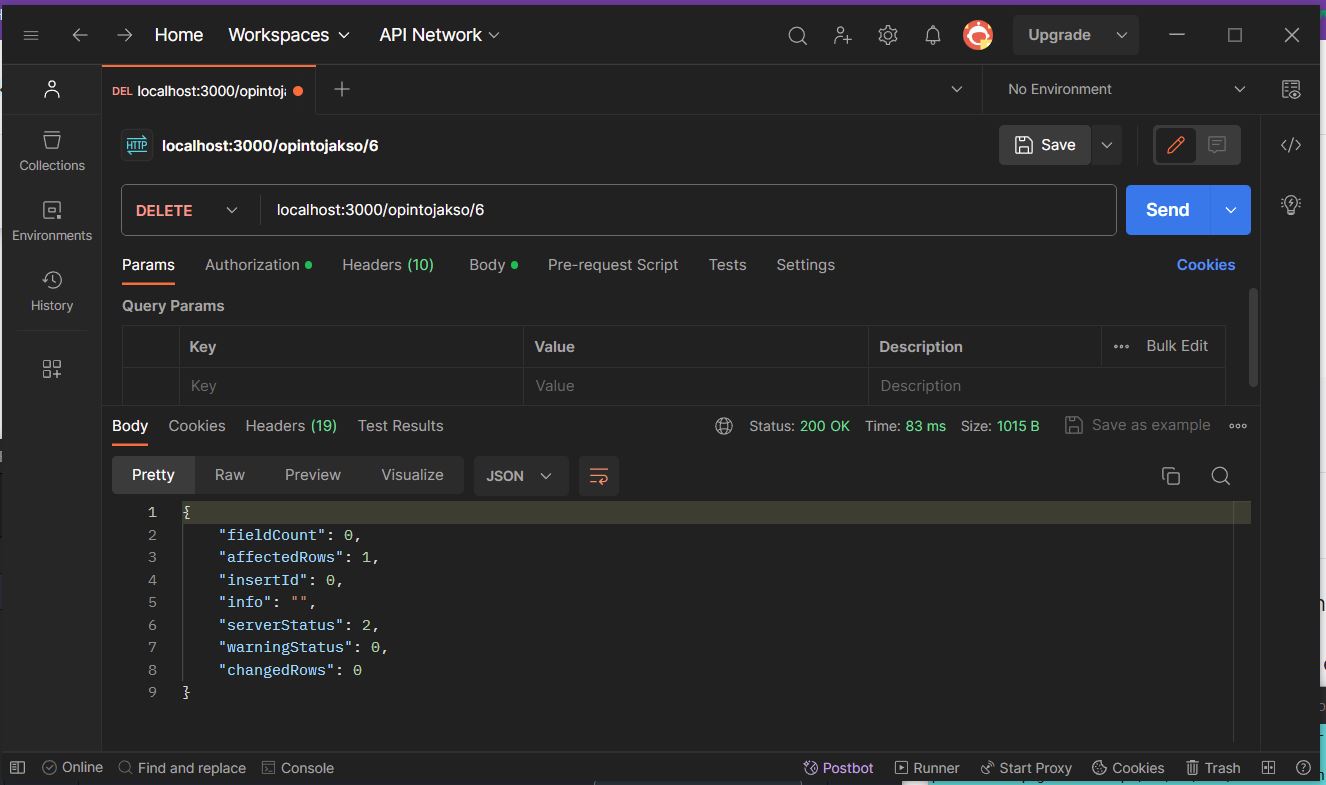 Home Workspaces API Network Upgrade
DEL localhost:3000/opintoj No Environment
HTTP localhost:3000/opintojakso/6 Save
Collections
DELETE localhost:3000/opintojakso/6 Send
Environments
Params Authorization Headers (10) Body Pre-request Script Tests Settings Cookies
History
Query Params
Key Value Description Bulk Edit
Key Value Description
Body Cookies Headers (19) Test Results Status: 200 OK Time: 83 ms Size: 1015 B Save as example
Pretty Raw Preview Visualize JSON
1 {
2 "fieldCount": 0,
3 "affectedRows": 1,
4 "insertId": 0,
5 "info": "",
6 "serverStatus": 2,
7 "warningStatus": 0,
8 "changedRows": 0
9 }
Online Find and replace Console Postbot Runner Start Proxy Cookies Trash